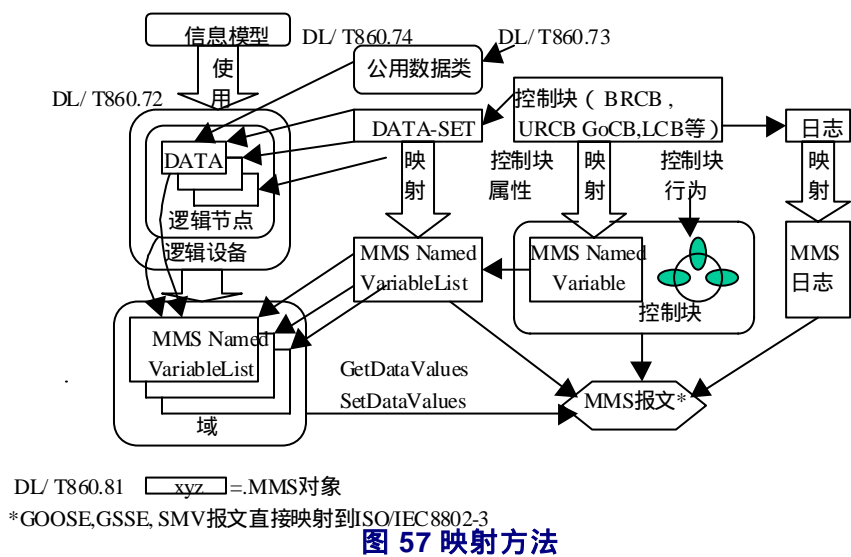 信息模型
DL/ T860.74
DL/ T860.73
使
用
公用数据类
DL/ T860.72
控制块 ( BRCB ,
URCB GoCB,LCB等 )
DATA-SET
日志
DATA
映
射
控制块
属性
映
射
控制块
行为
映
射
逻辑节点
逻辑设备
MMS Named
VariableList
MMS Named
Variable
MMS
日志
控制块
MMS Named
VariableList
GetDataValues
SetDataValues
MMS报文*
域
DL/ T860.81 xyz =.MMS对象
*GOOSE,GSSE, SMV报文直接映射到ISO/IEC8802-3
图 57 映射方法